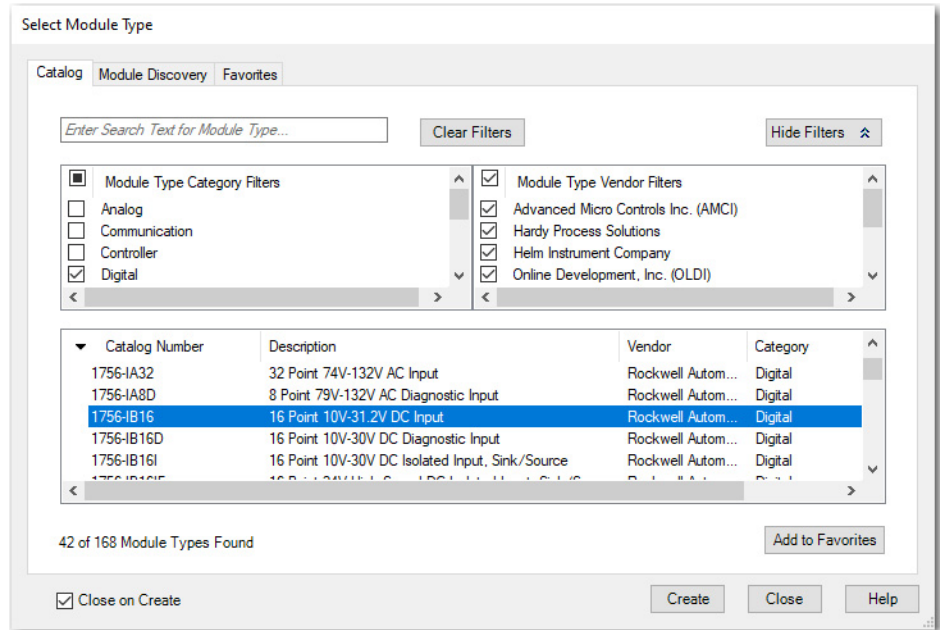 Select Module Type
Catalog Module Discovery Favorites
Enter Search Text for Module Type... Clear Filters Hide Filters
Module Type Category Filters Module Type Vendor Filters
Analog Advanced Micro Controls Inc. (AMCI)
Communication Hardy Process Solutions
Controller Helm Instrument Company
Digital Online Development, Inc. (OLDI)
Catalog Number Description Vendor Category
1756-IA32 32 Point 74V-132V AC Input Rockwell Autom... Digital
1756-IA8D 8 Point 79V-132V AC Diagnostic Input Rockwell Autom... Digital
1756-IB16 16 Point 10V-31.2V DC Input Rockwell Autom... Digital
1756-IB16D 16 Point 10V-30V DC Diagnostic Input Rockwell Autom... Digital
1756-IB16I 16 Point 10V-30V DC Isolated Input, Sink/Source Rockwell Autom... Digital
42 of 168 Module Types Found Add to Favorites
Close on Create Create Close Help